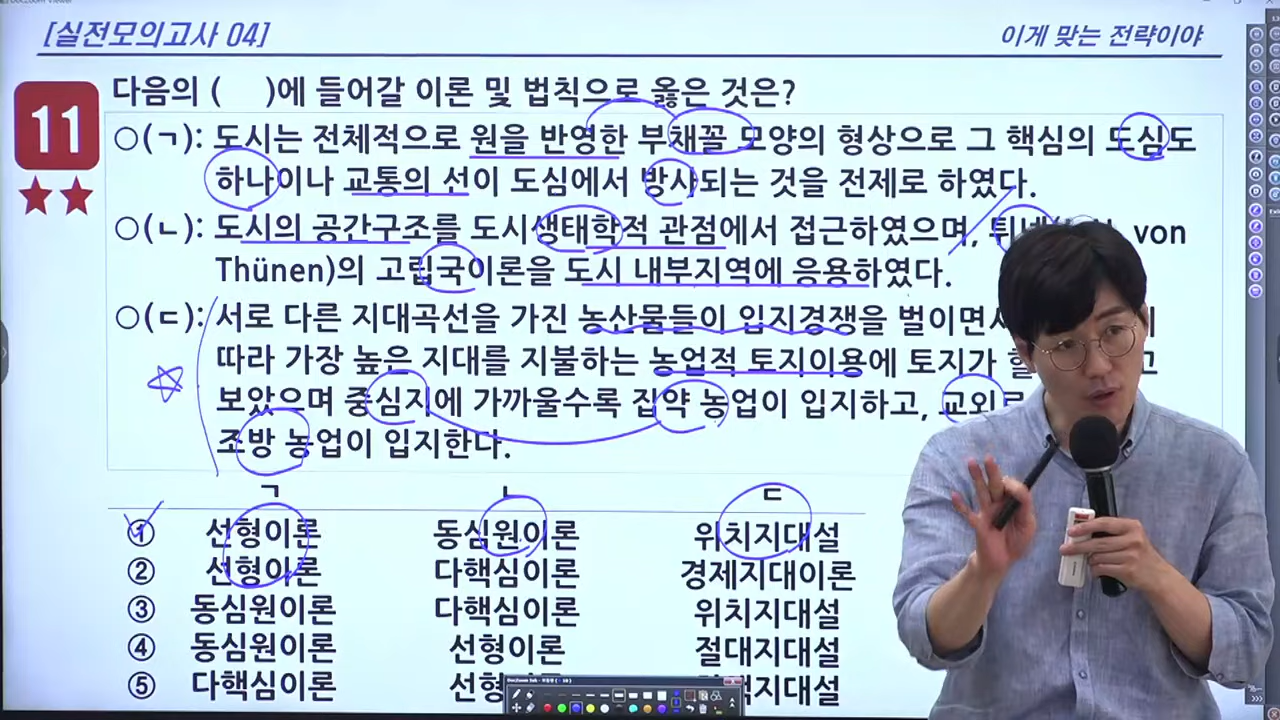 [실전모의고사 04]
이게 맞는 전략이야
11
다음의 ( )에 들어갈 이론 및 법칙으로 옳은 것은?
○(ㄱ): 도시는 전체적으로 원을 반영한 부채꼴 모양의 형상으로 그 핵심의 도심도
하나이나 교통의 선이 도심에서 방사되는 것을 전제로 하였다.
○(ㄴ): 도시의 공간구조를 도시생태학적 관점에서 접근하였으며, von
Thünen)의 고립국이론을 도시 내부지역에 응용하였다.
○(ㄷ): 서로 다른 지대곡선을 가진 농산물들이 입지경쟁을 벌이면서
따라 가장 높은 지대를 지불하는 농업적 토지이용에 토지가 고
보았으며 중심지에 가까울수록 집약 농업이 입지하고, 교외로
조방 농업이 입지한다.
ㄱ ㄴ ㄷ
① 선형이론 동심원이론 위치지대설
② 선형이론 다핵심이론 경제지대이론
③ 동심원이론 다핵심이론 위치지대설
④ 동심원이론 선형이론 절대지대설
⑤ 다핵심이론 지대설